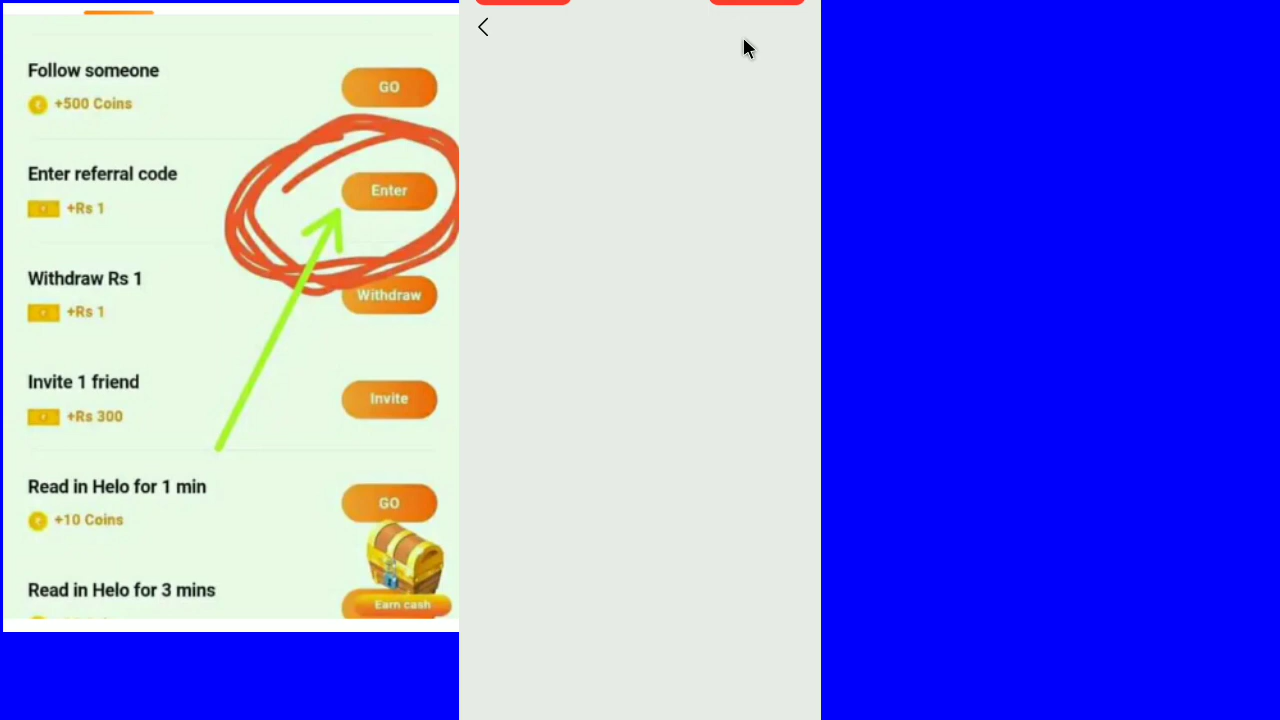 Follow someone
+500 Coins
GO
Enter referral code
+Rs 1
Enter
Withdraw Rs 1
+Rs 1
Withdraw
Invite 1 friend
+Rs 300
Invite
Read in Helo for 1 min
+10 Coins
GO
Read in Helo for 3 mins
Earn cash